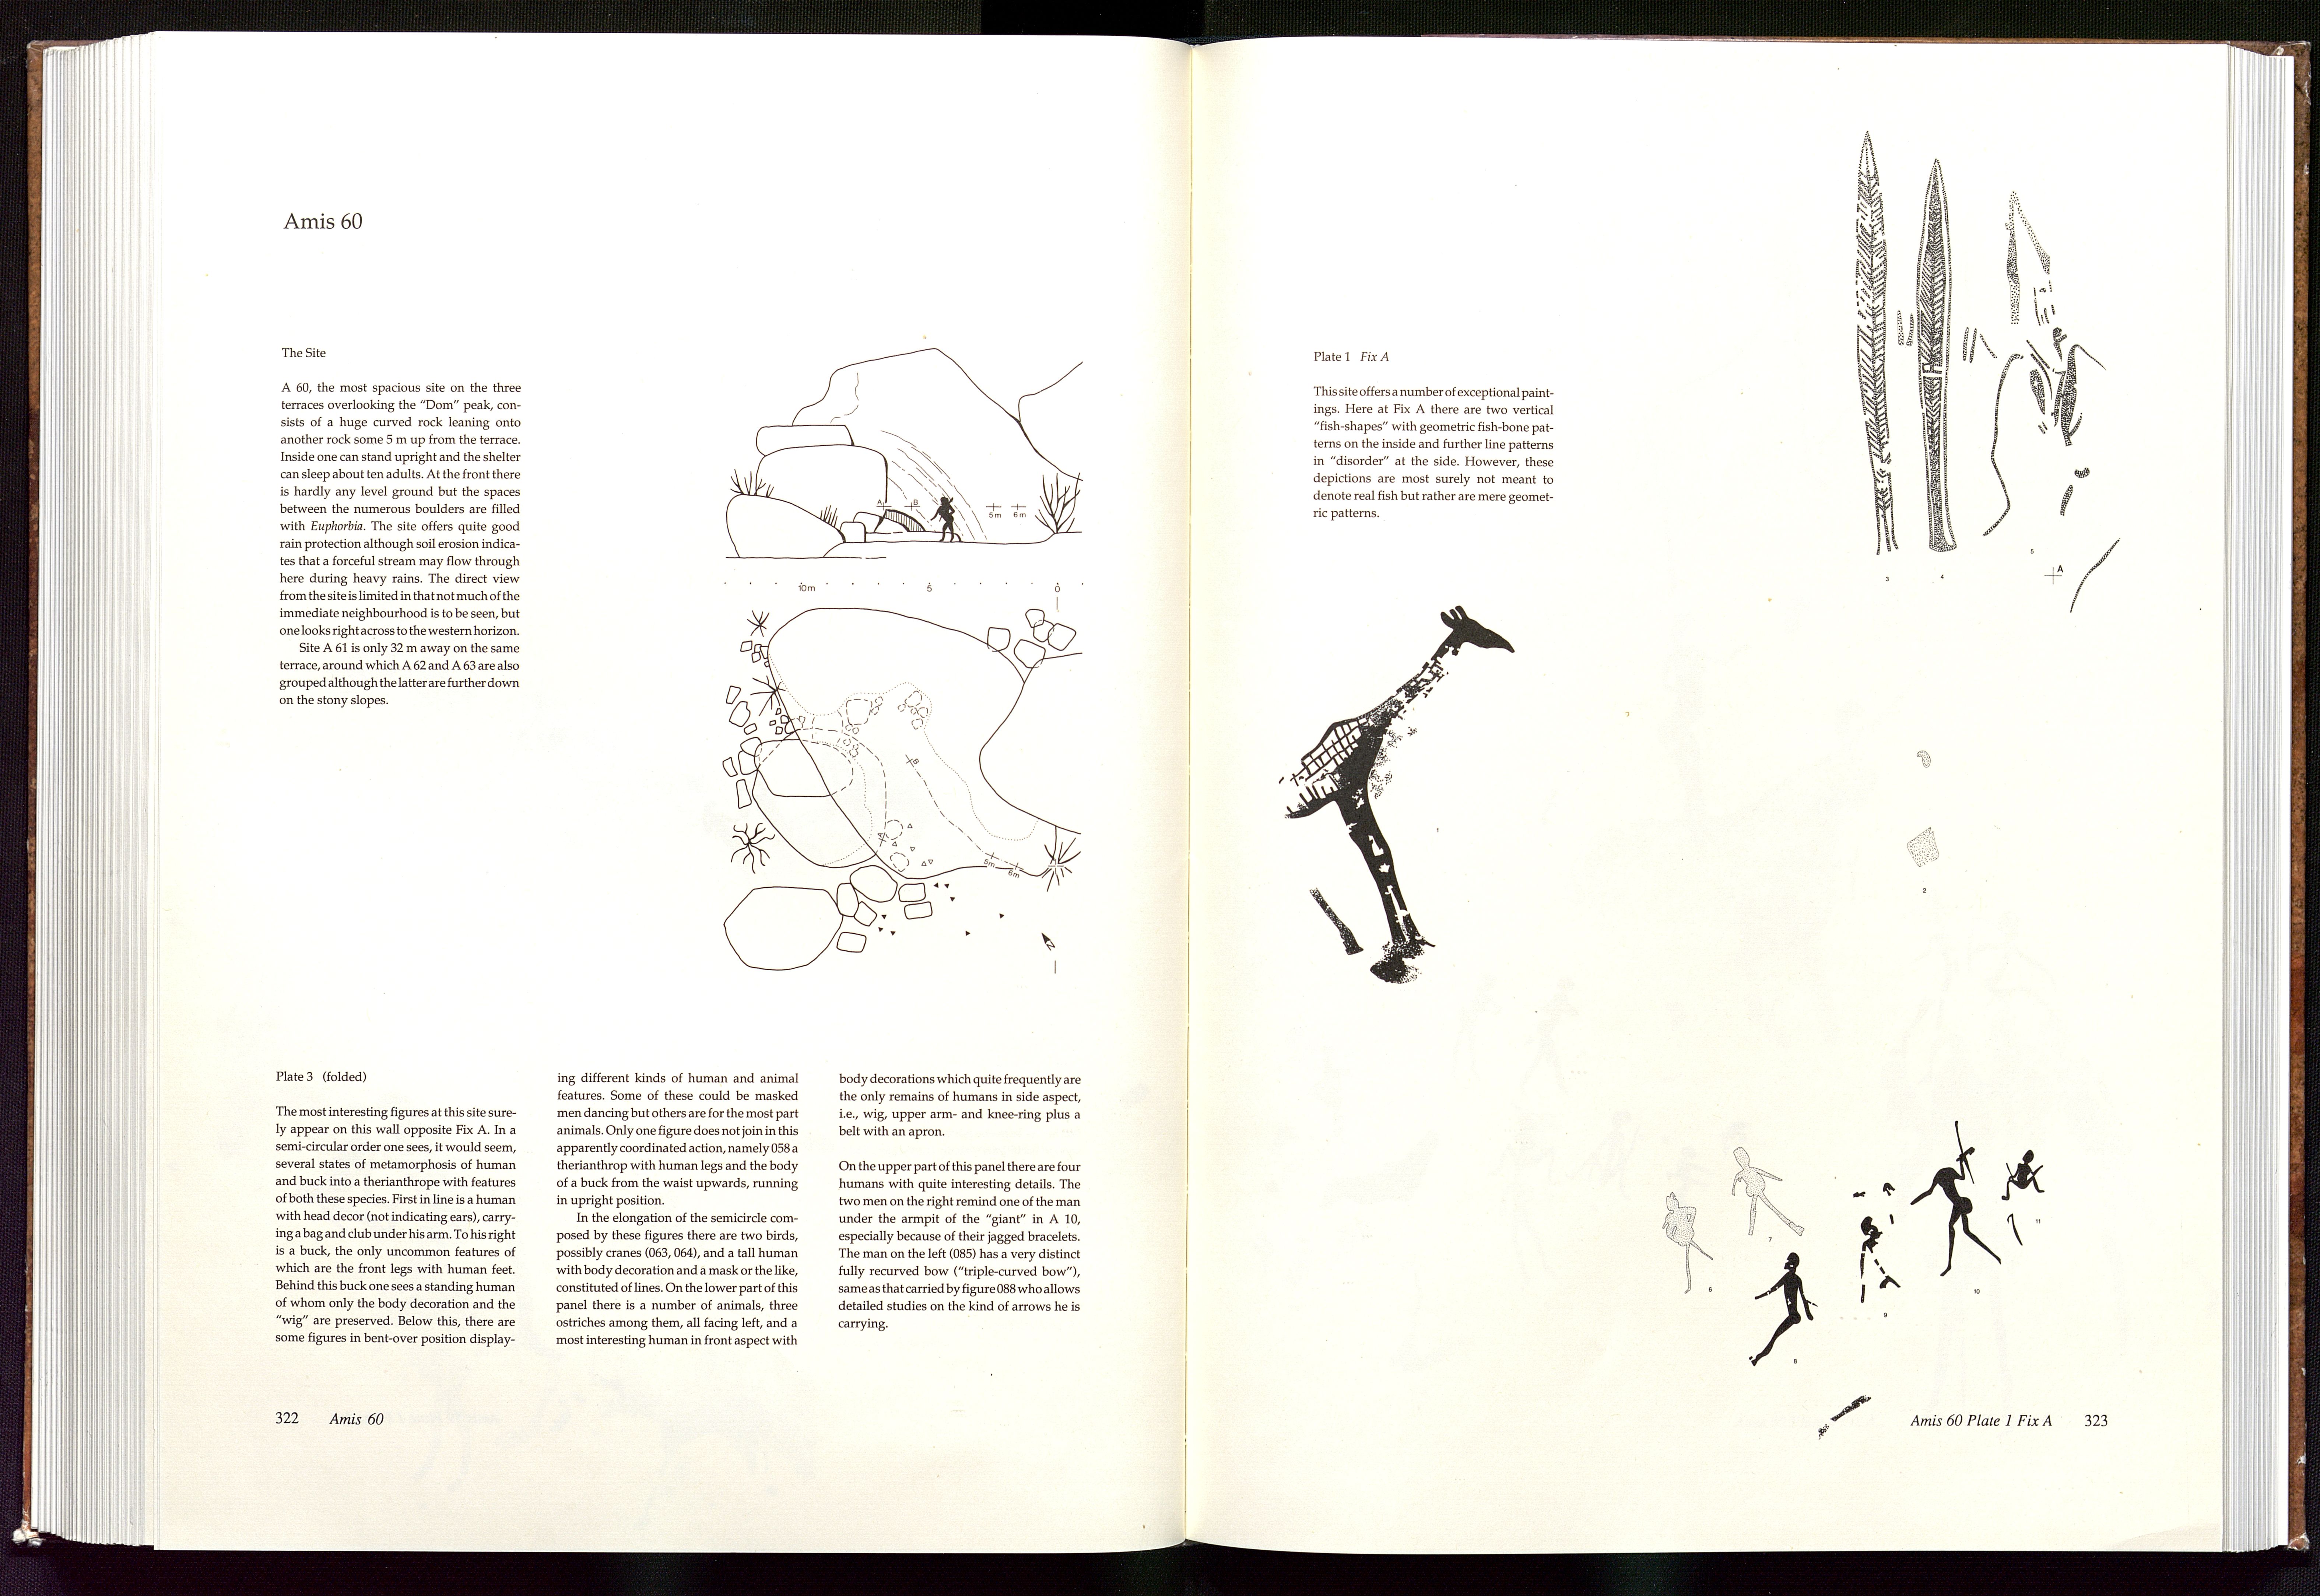 Amis 60
The Site
A 60, the most spacious site on the three
terraces overlooking the “Dom” peak, con-
sists of a huge curved rock leaning onto
another rock some 5 m up from the terrace.
Inside one can stand upright and the shelter
can sleep about ten adults. At the front there
is hardly any level ground but the spaces
between the numerous boulders are filled
with Euphorbia. The site offers quite good
rain protection although soil erosion indica-
tes that a forceful stream may flow through
here during heavy rains. The direct view
from the site is limited in that not much of the
immediate neighbourhood is to be seen, but
one looks right across to the western horizon.
Site A 61 is only 32 m away on the same
terrace, around which A 62 and A 63 are also
grouped although the latter are further down
on the stony slopes.
A B
5m 6m
10m 5 0
B
A
5m
6m
N
Plate 3 (folded)
The most interesting figures at this site sure-
ly appear on this wall opposite Fix A. In a
semi-circular order one sees, it would seem,
several states of metamorphosis of human
and buck into a therianthrope with features
of both these species. First in line is a human
with head decor (not indicating ears), carry-
ing a bag and club under his arm. To his right
is a buck, the only uncommon features of
which are the front legs with human feet.
Behind this buck one sees a standing human
of whom only the body decoration and the
“wig” are preserved. Below this, there are
some figures in bent-over position display-
ing different kinds of human and animal
features. Some of these could be masked
men dancing but others are for the most part
animals. Only one figure does not join in this
apparently coordinated action, namely 058 a
therianthrop with human legs and the body
of a buck from the waist upwards, running
in upright position.
In the elongation of the semicircle com-
posed by these figures there are two birds,
possibly cranes (063, 064), and a tall human
with body decoration and a mask or the like,
constituted of lines. On the lower part of this
panel there is a number of animals, three
ostriches among them, all facing left, and a
most interesting human in front aspect with
body decorations which quite frequently are
the only remains of humans in side aspect,
i.e., wig, upper arm- and knee-ring plus a
belt with an apron.
On the upper part of this panel there are four
humans with quite interesting details. The
two men on the right remind one of the man
under the armpit of the “giant” in A 10,
especially because of their jagged bracelets.
The man on the left (085) has a very distinct
fully recurved bow (“triple-curved bow”),
same as that carried by figure 088 who allows
detailed studies on the kind of arrows he is
carrying.
322 Amis 60
Plate 1 Fix A
This site offers a number of exceptional paint-
ings. Here at Fix A there are two vertical
“fish-shapes” with geometric fish-bone pat-
terns on the inside and further line patterns
in “disorder” at the side. However, these
depictions are most surely not meant to
denote real fish but rather are mere geomet-
ric patterns.
3 4 5
A
1
2
6
7
8
9
10
11
Amis 60 Plate 1 Fix A 323